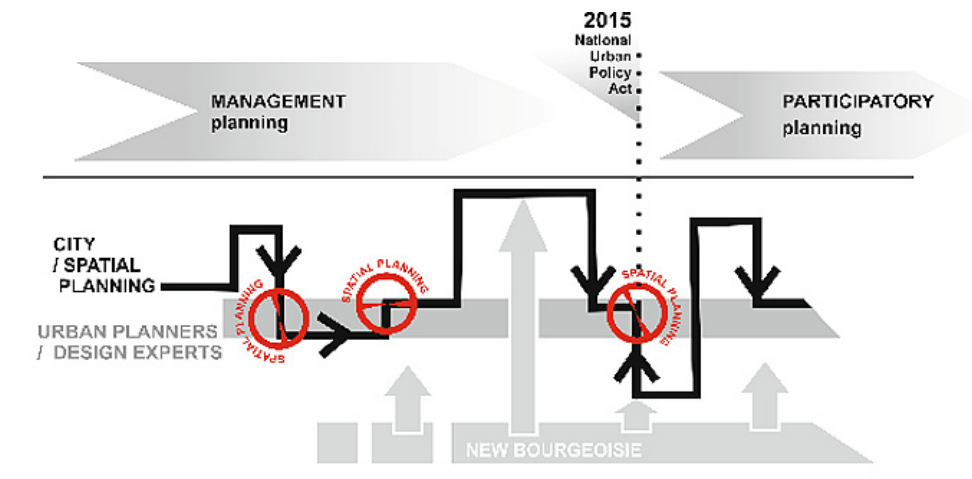 2015
National
Urban
Policy
Act
MANAGEMENT
planning
PARTICIPATORY
planning
CITY
/ SPATIAL
PLANNING
URBAN PLANNERS
/ DESIGN EXPERTS
SPATIAL PLANNING
SPATIAL PLANNING
SPATIAL PLANNING
NEW BOURGEOISIE